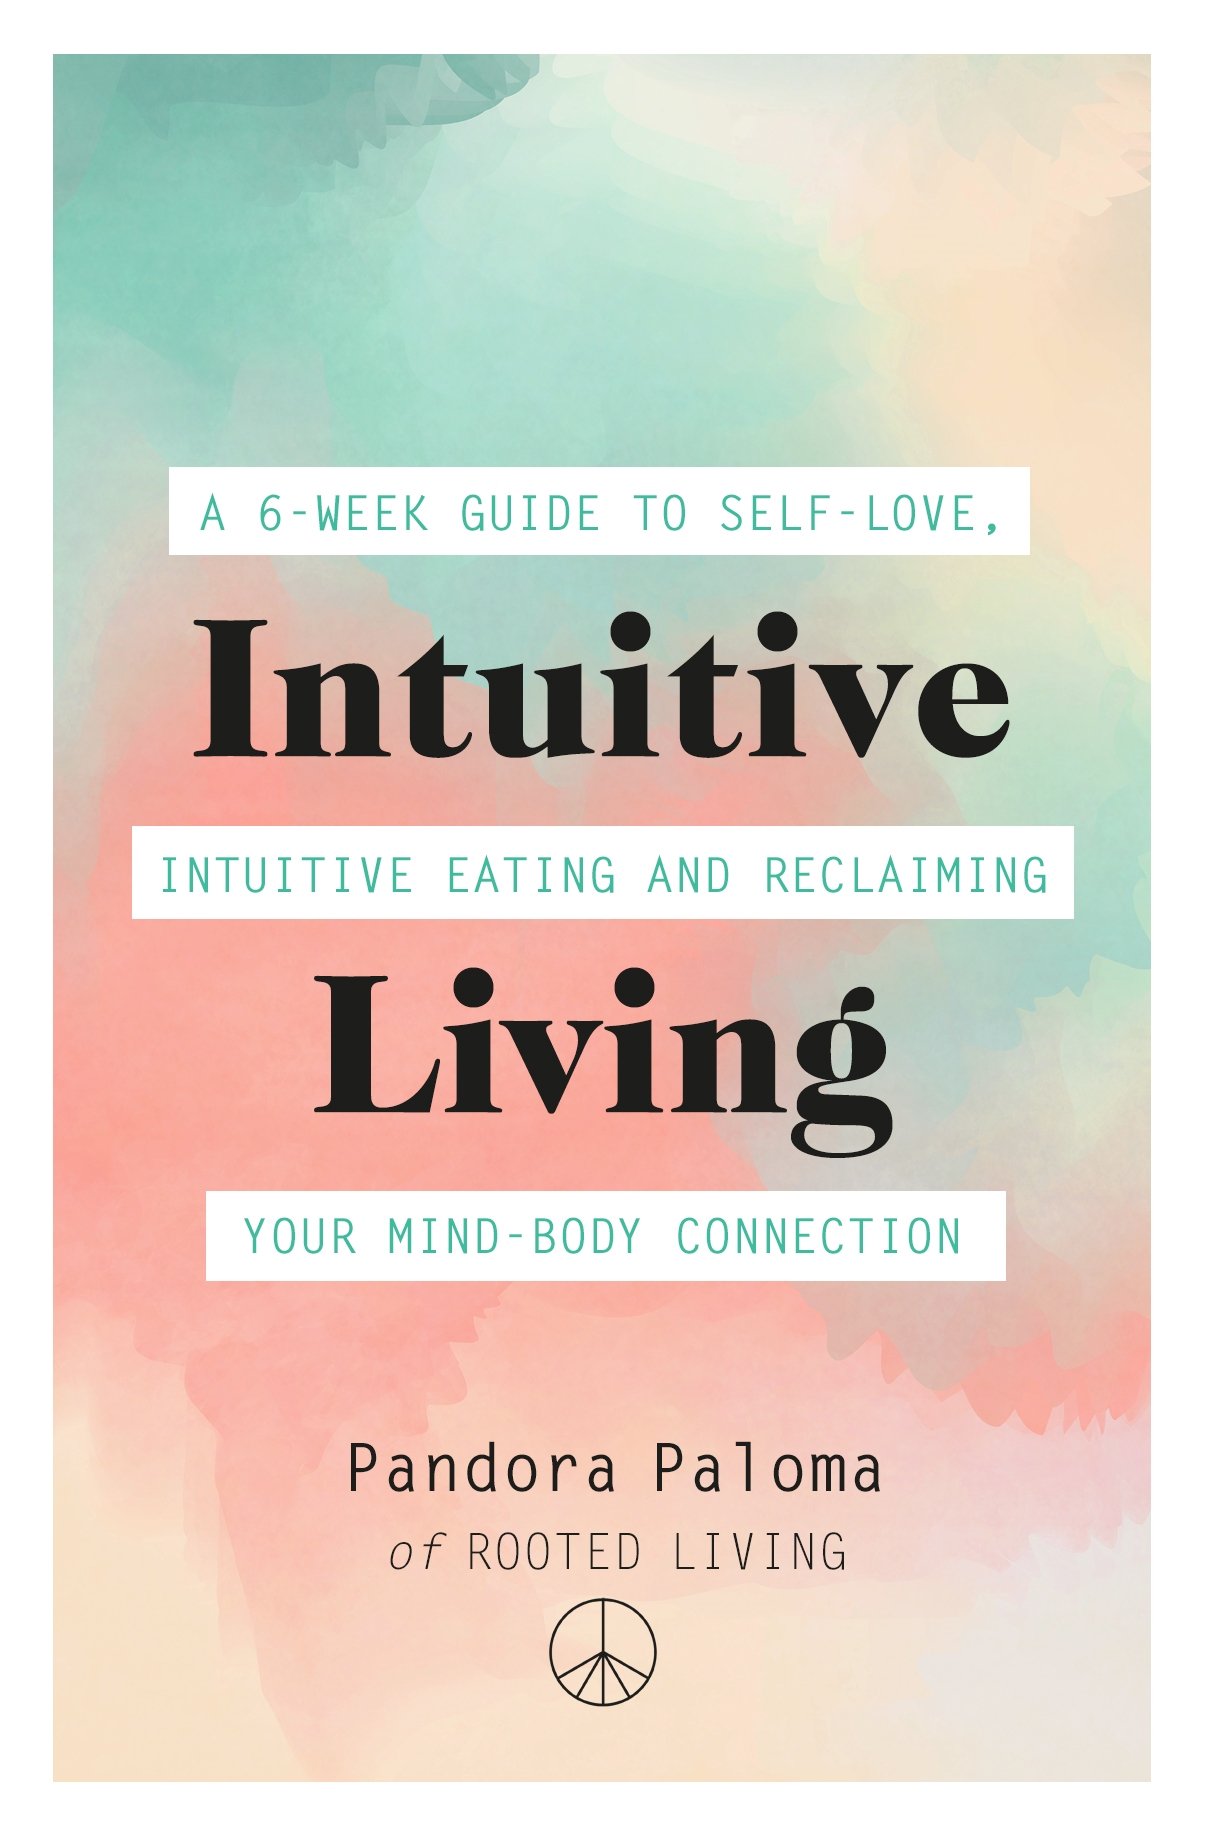 A 6-WEEK GUIDE TO SELF-LOVE,
Intuitive
INTUITIVE EATING AND RECLAIMING
Living
YOUR MIND-BODY CONNECTION
Pandora Paloma
of ROOTED LIVING